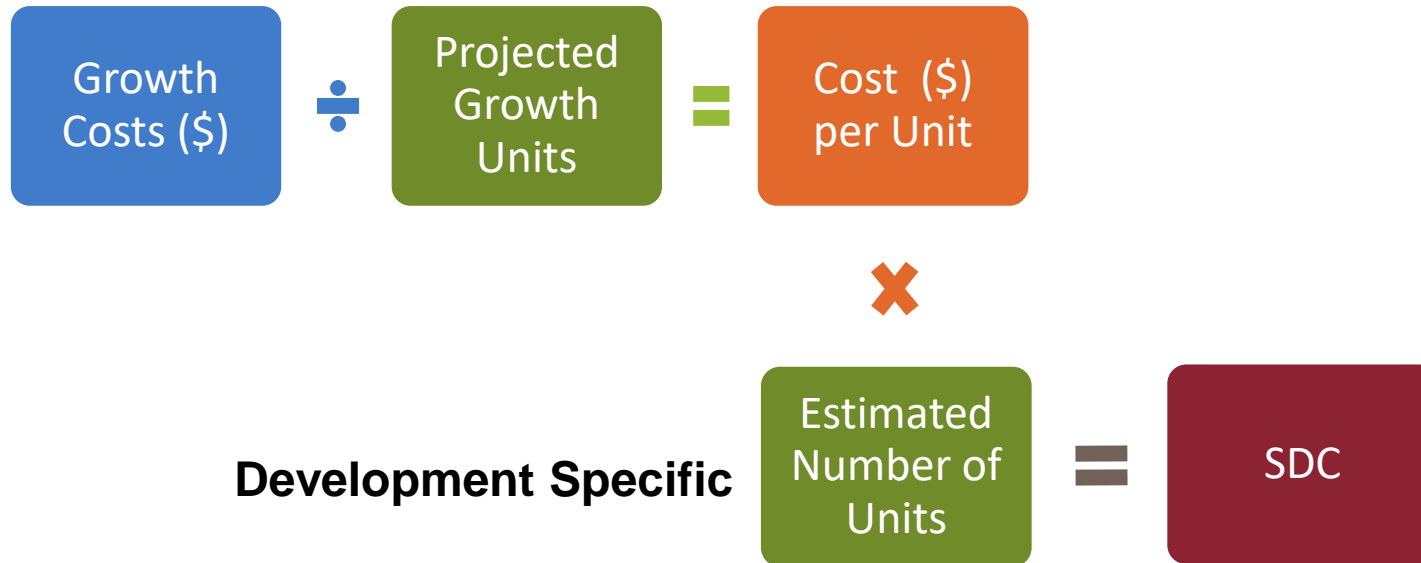 Growth
Costs ($)
÷
Projected
Growth
Units
=
Cost ($)
per Unit
×
Development Specific
Estimated
Number of
Units
=
SDC